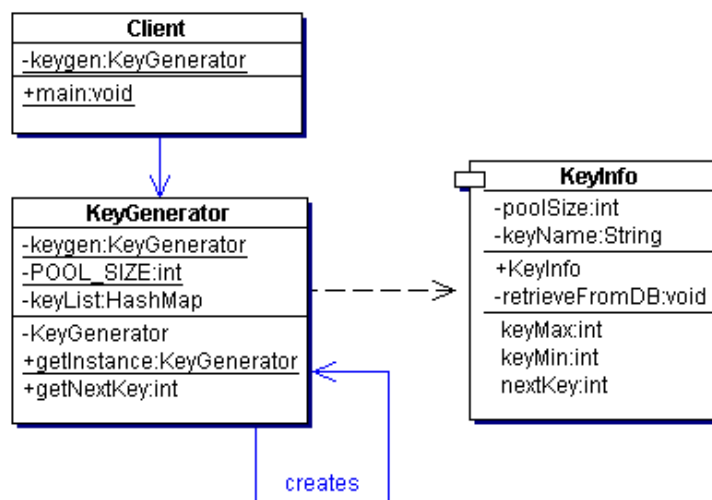 Client
-keygen:KeyGenerator
+main:void
KeyGenerator
-keygen:KeyGenerator
-POOL_SIZE:int
-keyList:HashMap
-KeyGenerator
+getInstance:KeyGenerator
+getNextKey:int
creates
KeyInfo
-poolSize:int
-keyName:String
+KeyInfo
-retrieveFromDB:void
keyMax:int
keyMin:int
nextKey:int